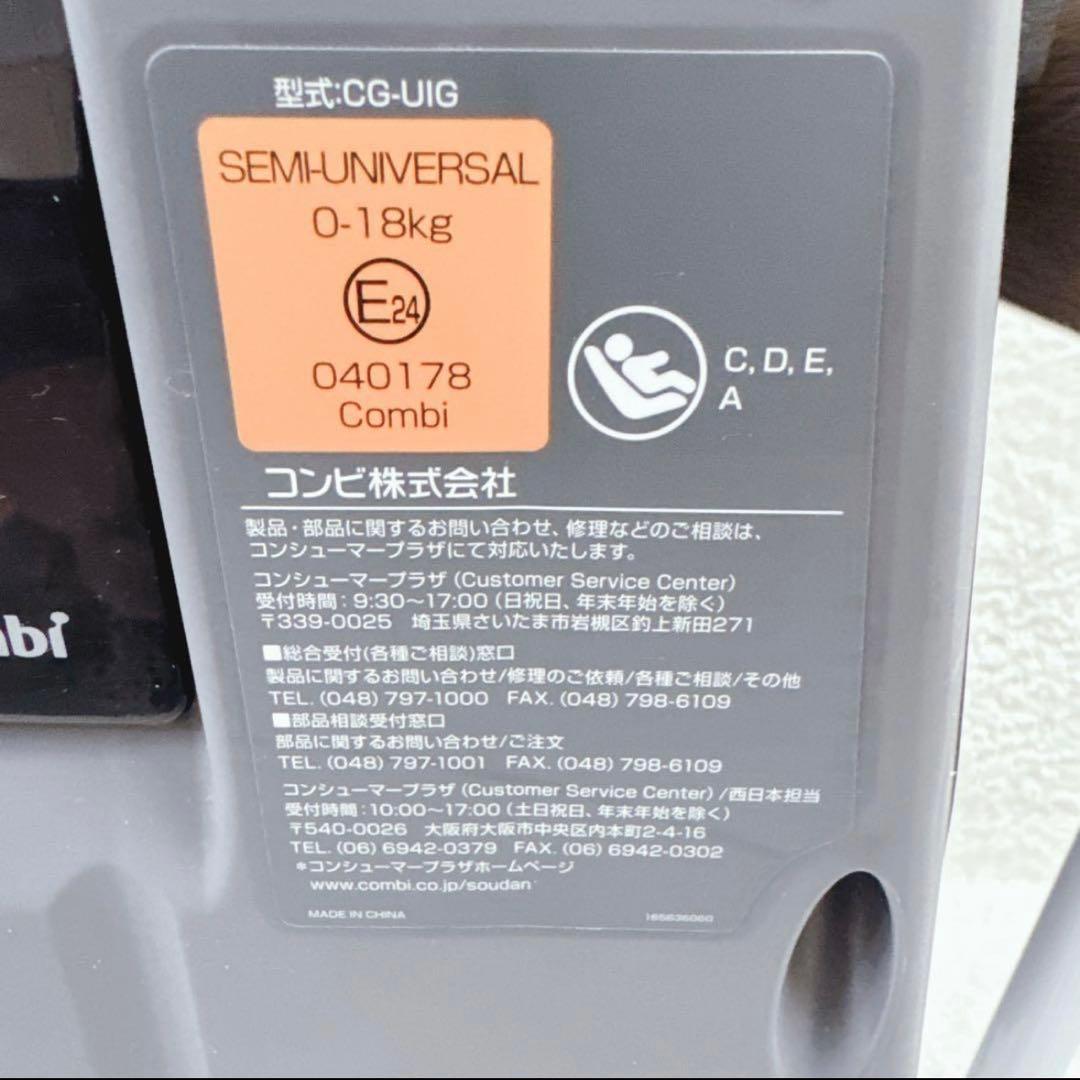 型式:CG-UIG
SEMI-UNIVERSAL
0-18kg
E24
040178
Combi
C, D, E,
A
コンビ株式会社
製品・部品に関するお問い合わせ、修理などのご相談は、
コンシューマープラザにて対応いたします。
コンシューマープラザ (Customer Service Center)
受付時間：9:30～17:00 (日祝日、年末年始を除く)
〒339-0025 埼玉県さいたま市岩槻区釣上新田271
■総合受付(各種ご相談)窓口
製品に関するお問い合わせ/修理のご依頼/各種ご相談/その他
TEL. (048) 797-1000 FAX. (048) 798-6109
■部品相談受付窓口
部品に関するお問い合わせ/ご注文
TEL. (048) 797-1001 FAX. (048) 798-6109
コンシューマープラザ (Customer Service Center) /西日本担当
受付時間：10:00～17:00 (土日祝日、年末年始を除く)
〒540-0026 大阪府大阪市中央区内本町2-4-16
TEL. (06) 6942-0379 FAX. (06) 6942-0302
*コンシューマープラザホームページ
www.combi.co.jp/soudan
MADE IN CHINA 165636060
mbi